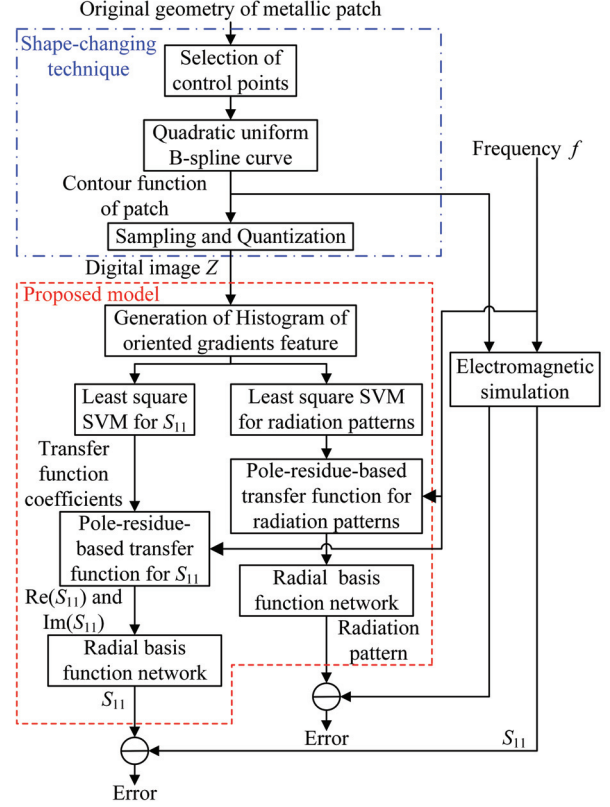 Original geometry of metallic patch
Shape-changing
technique
Selection of
control points
Quadratic uniform
B-spline curve
Frequency f
Contour function
of patch
Sampling and Quantization
Digital image Z
Proposed model
Generation of Histogram of
oriented gradients feature
Electromagnetic
simulation
Least square
SVM for S11
Least square SVM
for radiation patterns
Transfer
function
coefficients
Pole-residue-based
transfer function for
radiation patterns
Pole-residue-
based transfer
function for S11
Radial basis
function network
Re(S11) and
Im(S11)
Radiation
pattern
Radial basis
function network
S11
Error
S11
Error